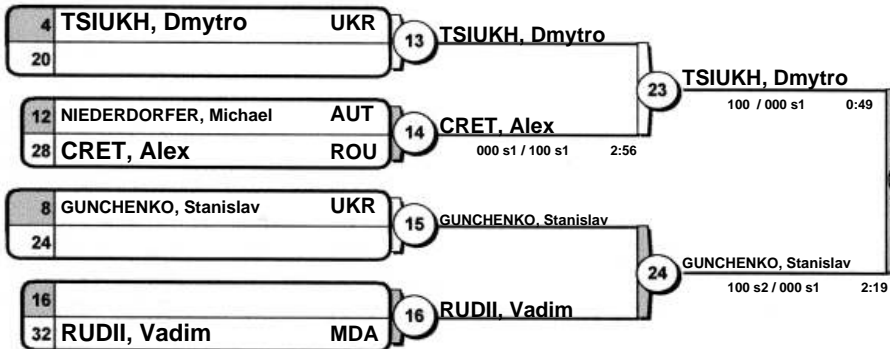 4 TSIUKH, Dmytro UKR
20
13 TSIUKH, Dmytro
12 NIEDERDORFER, Michael AUT
28 CRET, Alex ROU
14 CRET, Alex
000 s1 / 100 s1 2:56
23 TSIUKH, Dmytro
100 / 000 s1 0:49
8 GUNCHENKO, Stanislav UKR
24
15 GUNCHENKO, Stanislav
16
32 RUDII, Vadim MDA
16 RUDII, Vadim
24 GUNCHENKO, Stanislav
100 s2 / 000 s1 2:19